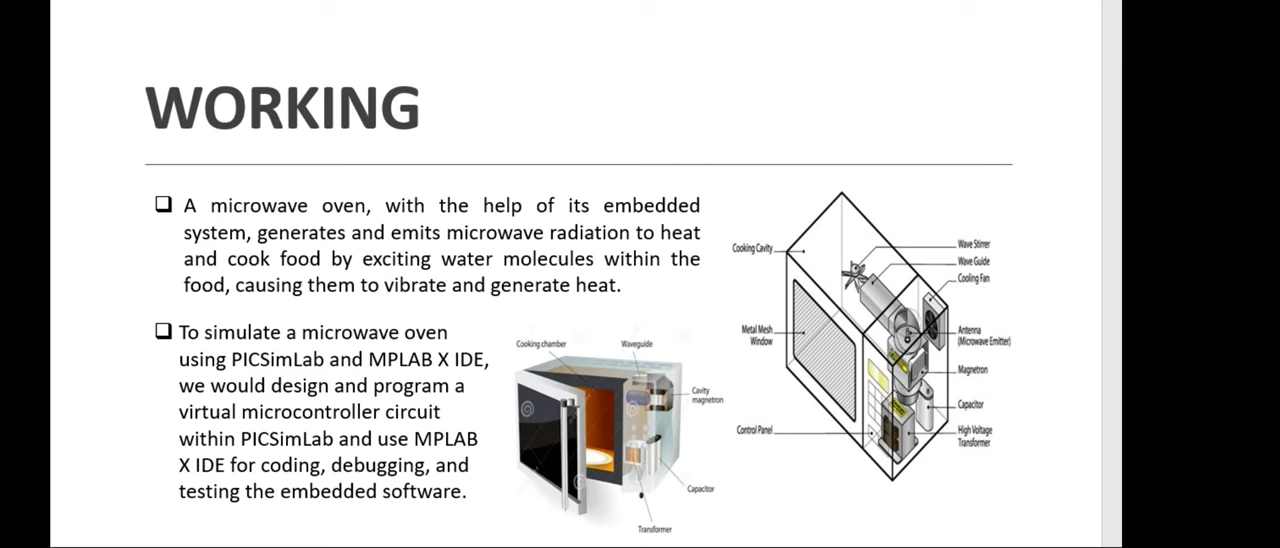 WORKING
❑ A microwave oven, with the help of its embedded
system, generates and emits microwave radiation to heat
and cook food by exciting water molecules within the
food, causing them to vibrate and generate heat.
❑ To simulate a microwave oven
using PICSimLab and MPLAB X IDE,
we would design and program a
virtual microcontroller circuit
within PICSimLab and use MPLAB
X IDE for coding, debugging, and
testing the embedded software.
Cooking chamber
Waveguide
Cavity
magnetron
Capacitor
Transformer
Cooking Cavity
Metal Mesh
Window
Control Panel
Wave Stirrer
Wave Guide
Cooling Fan
Antenna
(Microwave Emitter)
Magnetron
Capacitor
High Voltage
Transformer